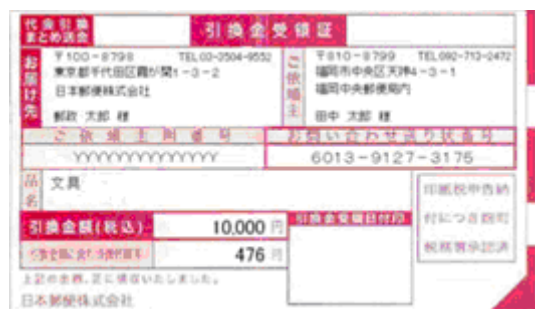 代金引換
まとめ送金
引換金受領証
お届け先
〒100-8798 TEL.03-3504-9552
東京都千代田区霞が関1-3-2
日本郵便株式会社
郵政 太郎 様
ご依頼主
〒810-8799 TEL.092-713-2472
福岡市中央区天神4-3-1
福岡中央郵便局内
田中 太郎 様
ご依頼主側番号
お問い合わせ送り状番号
YYYYYYYYYYYYYY
6013-9127-3175
品名
文具
引換金額(税込)
10,000 円
476 円
引換金受領日付印
印紙税申告納
付につき麹町
税務署承認済
上記の金額、正に領収いたしました。
日本郵便株式会社